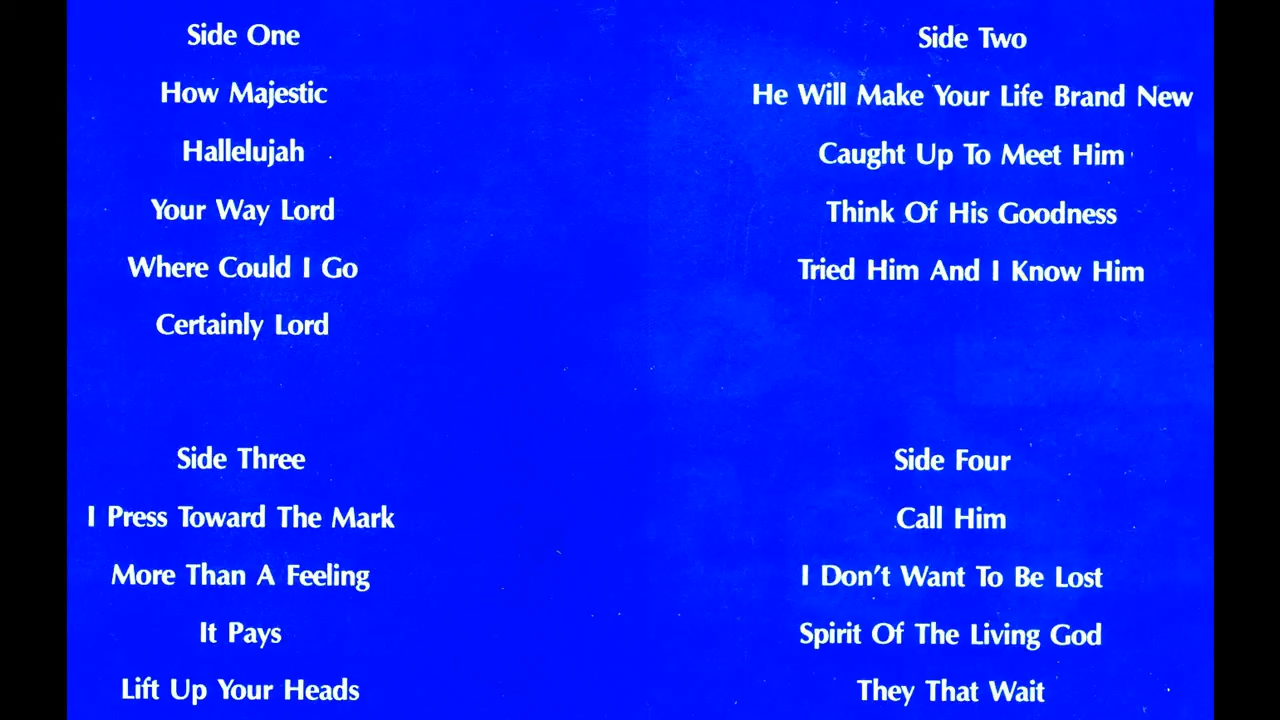 Side One
How Majestic
Hallelujah
Your Way Lord
Where Could I Go
Certainly Lord
Side Two
He Will Make Your Life Brand New
Caught Up To Meet Him
Think Of His Goodness
Tried Him And I Know Him
Side Three
I Press Toward The Mark
More Than A Feeling
It Pays
Lift Up Your Heads
Side Four
Call Him
I Don't Want To Be Lost
Spirit Of The Living God
They That Wait